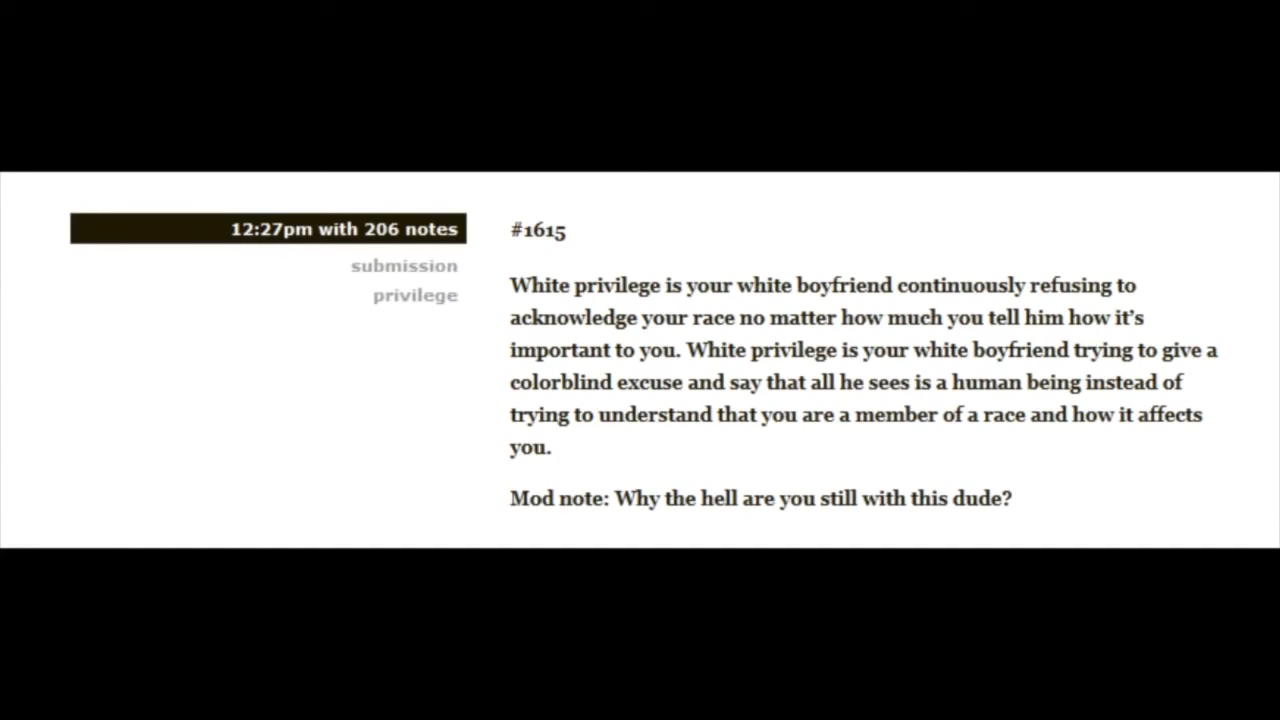 12:27pm with 206 notes
submission
privilege
#1615
White privilege is your white boyfriend continuously refusing to
acknowledge your race no matter how much you tell him how it's
important to you. White privilege is your white boyfriend trying to give a
colorblind excuse and say that all he sees is a human being instead of
trying to understand that you are a member of a race and how it affects
you.
Mod note: Why the hell are you still with this dude?